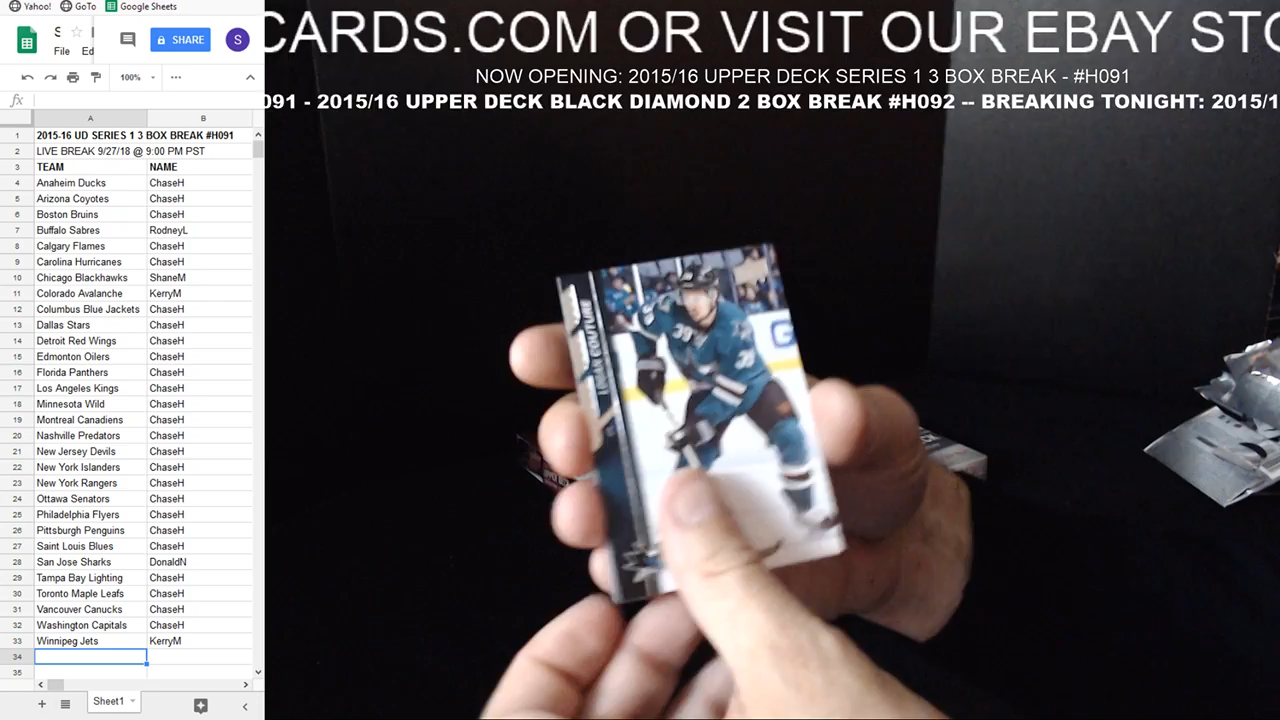 Yahoo! GoTo Google Sheets
S
File Ed
SHARE
S
100%
fx
A B
1 2015-16 UD SERIES 1 3 BOX BREAK #H091
2 LIVE BREAK 9/27/18 @ 9:00 PM PST
3 TEAM NAME
4 Anaheim Ducks ChaseH
5 Arizona Coyotes ChaseH
6 Boston Bruins ChaseH
7 Buffalo Sabres RodneyL
8 Calgary Flames ChaseH
9 Carolina Hurricanes ChaseH
10 Chicago Blackhawks ShaneM
11 Colorado Avalanche KerryM
12 Columbus Blue Jackets ChaseH
13 Dallas Stars ChaseH
14 Detroit Red Wings ChaseH
15 Edmonton Oilers ChaseH
16 Florida Panthers ChaseH
17 Los Angeles Kings ChaseH
18 Minnesota Wild ChaseH
19 Montreal Canadiens ChaseH
20 Nashville Predators ChaseH
21 New Jersey Devils ChaseH
22 New York Islanders ChaseH
23 New York Rangers ChaseH
24 Ottawa Senators ChaseH
25 Philadelphia Flyers ChaseH
26 Pittsburgh Penguins ChaseH
27 Saint Louis Blues ChaseH
28 San Jose Sharks DonaldN
29 Tampa Bay Lighting ChaseH
30 Toronto Maple Leafs ChaseH
31 Vancouver Canucks ChaseH
32 Washington Capitals ChaseH
33 Winnipeg Jets KerryM
34
35
Sheet1
CARDS.COM OR VISIT OUR EBAY STO
NOW OPENING: 2015/16 UPPER DECK SERIES 1 3 BOX BREAK - #H091
091 - 2015/16 UPPER DECK BLACK DIAMOND 2 BOX BREAK #H092 -- BREAKING TONIGHT: 2015/1
LOGAN COUTURE
39
G